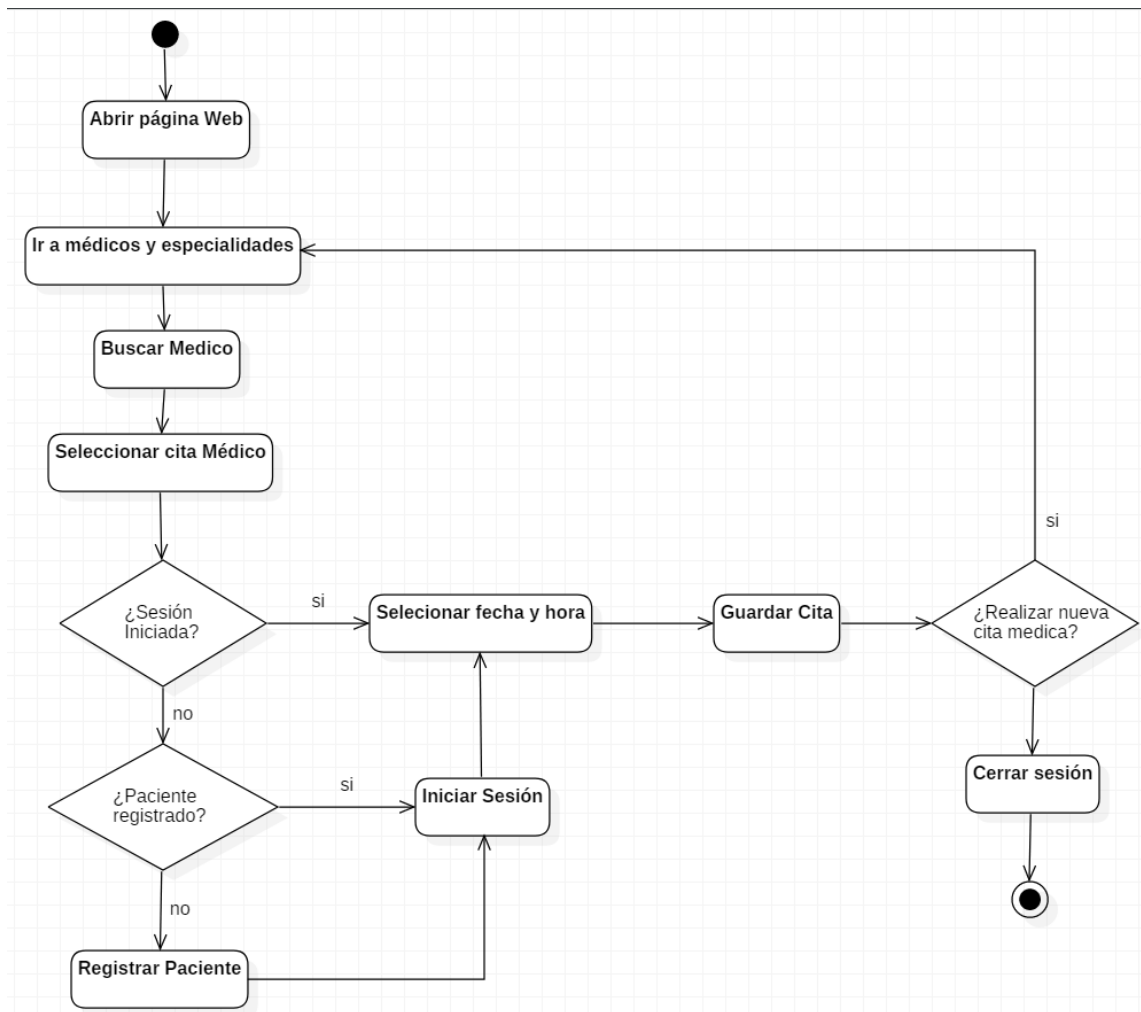 Abrir página Web
Ir a médicos y especialidades
Buscar Medico
Seleccionar cita Médico
si
¿Sesión
Iniciada?
si
Selecionar fecha y hora
Guardar Cita
¿Realizar nueva
cita medica?
no
¿Paciente
registrado?
si
Iniciar Sesión
Cerrar sesión
no
Registrar Paciente